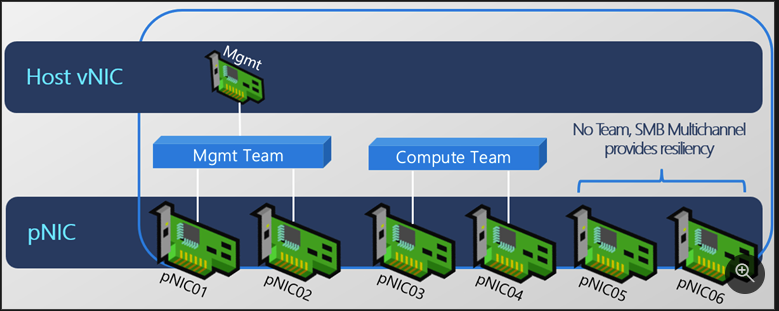 Host vNIC
Mgmt
Mgmt Team
Compute Team
No Team, SMB Multichannel
provides resiliency
pNIC
pNIC01
pNIC02
pNIC03
pNIC04
pNIC05
pNIC06